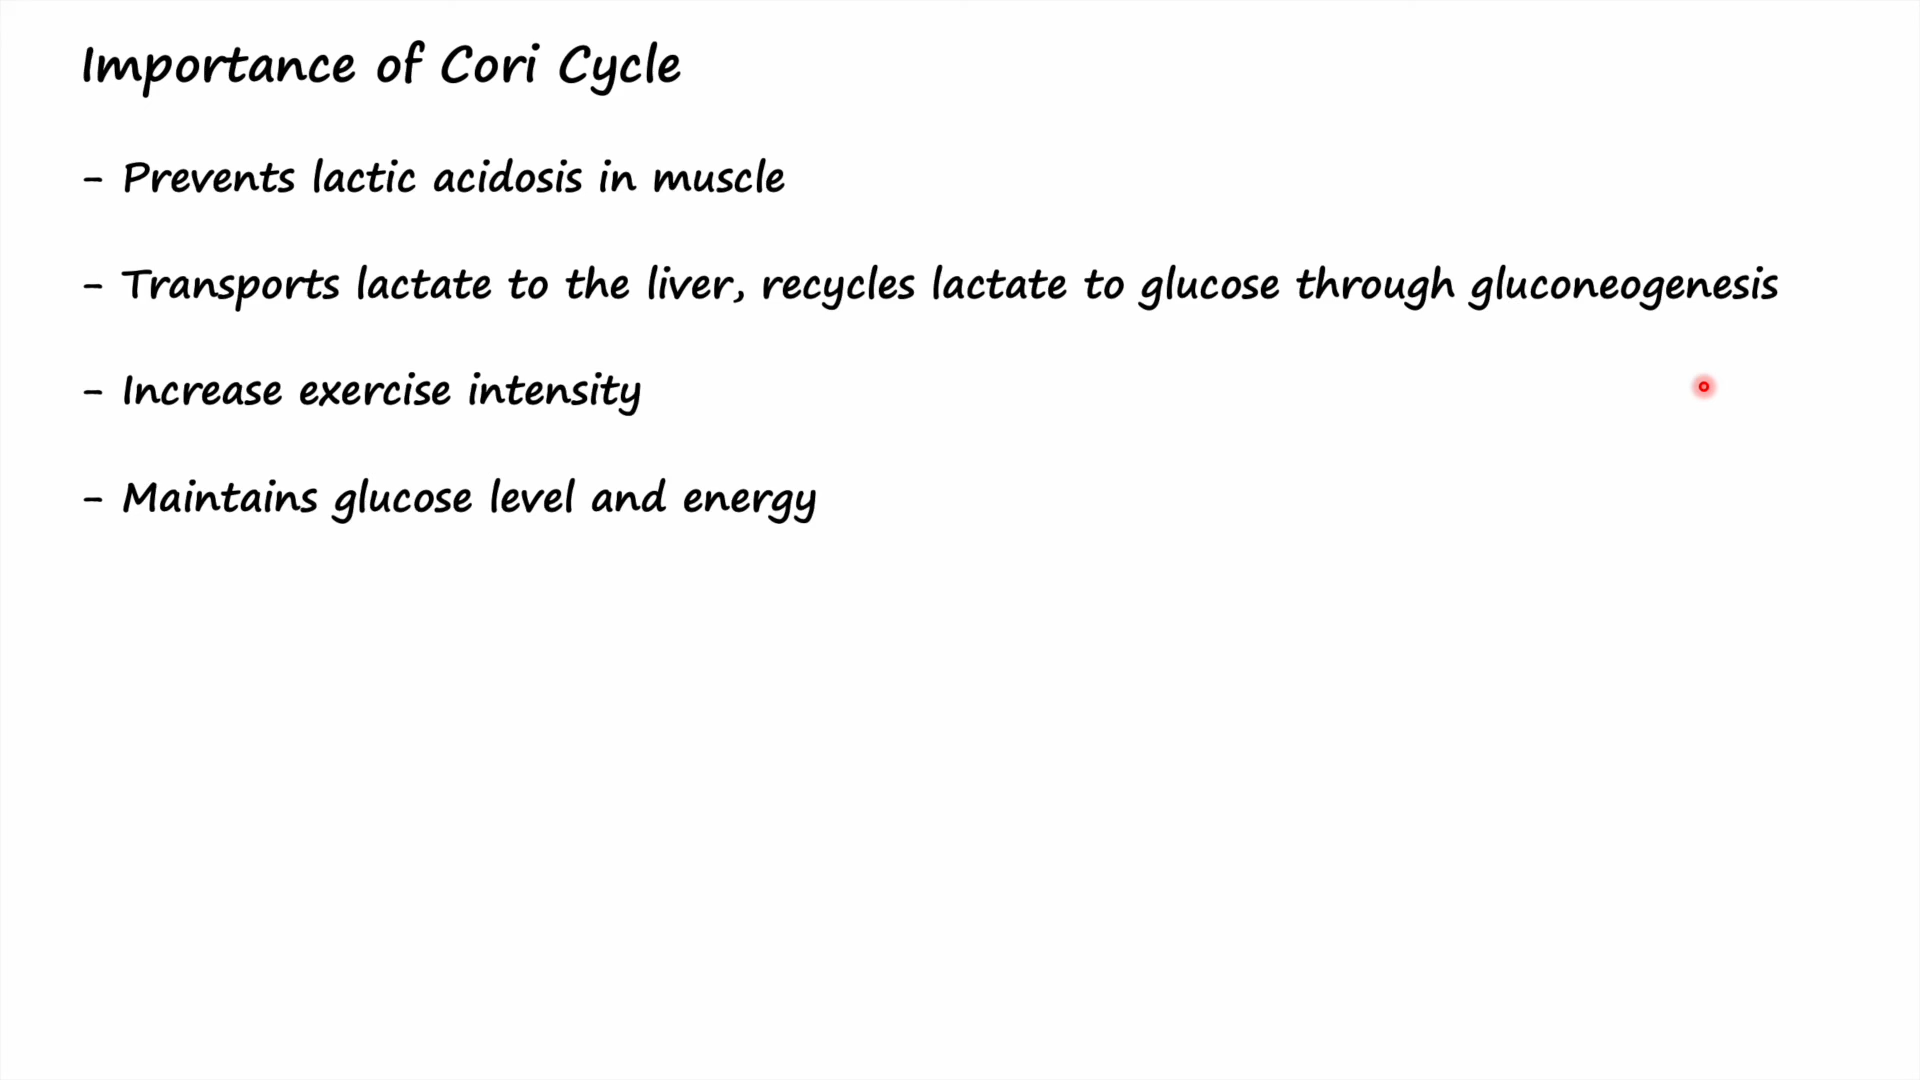 Importance of Cori Cycle
- Prevents lactic acidosis in muscle
- Transports lactate to the liver, recycles lactate to glucose through gluconeogenesis
- Increase exercise intensity
- Maintains glucose level and energy